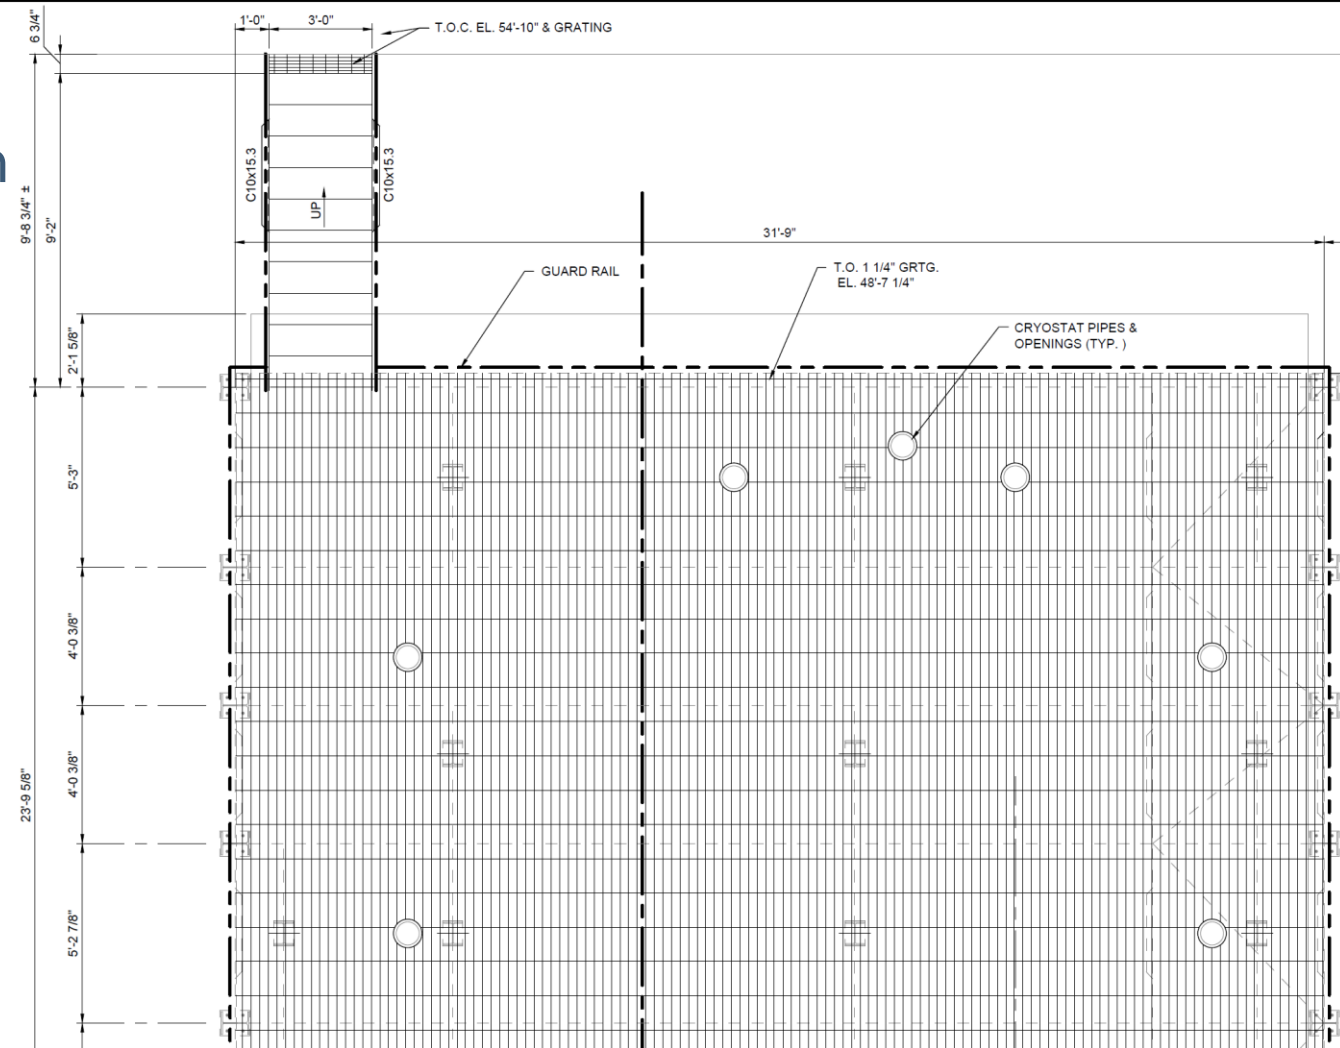 6 3/4"
1'-0"
3'-0"
T.O.C. EL. 54'-10" & GRATING
9'-8 3/4" ±
9'-2"
C10x15.3
C10x15.3
UP
31'-9"
GUARD RAIL
T.O. 1 1/4" GRTG.
EL. 48'-7 1/4"
CRYOSTAT PIPES &
OPENINGS (TYP. )
2'-1 5/8"
5'-3"
4'-0 3/8"
4'-0 3/8"
23'-9 5/8"
5'-2 7/8"